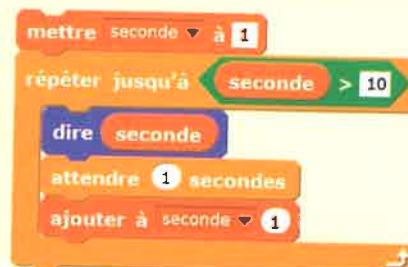 mettre seconde à 1
répéter jusqu'à seconde > 10
dire seconde
attendre 1 secondes
ajouter à seconde 1